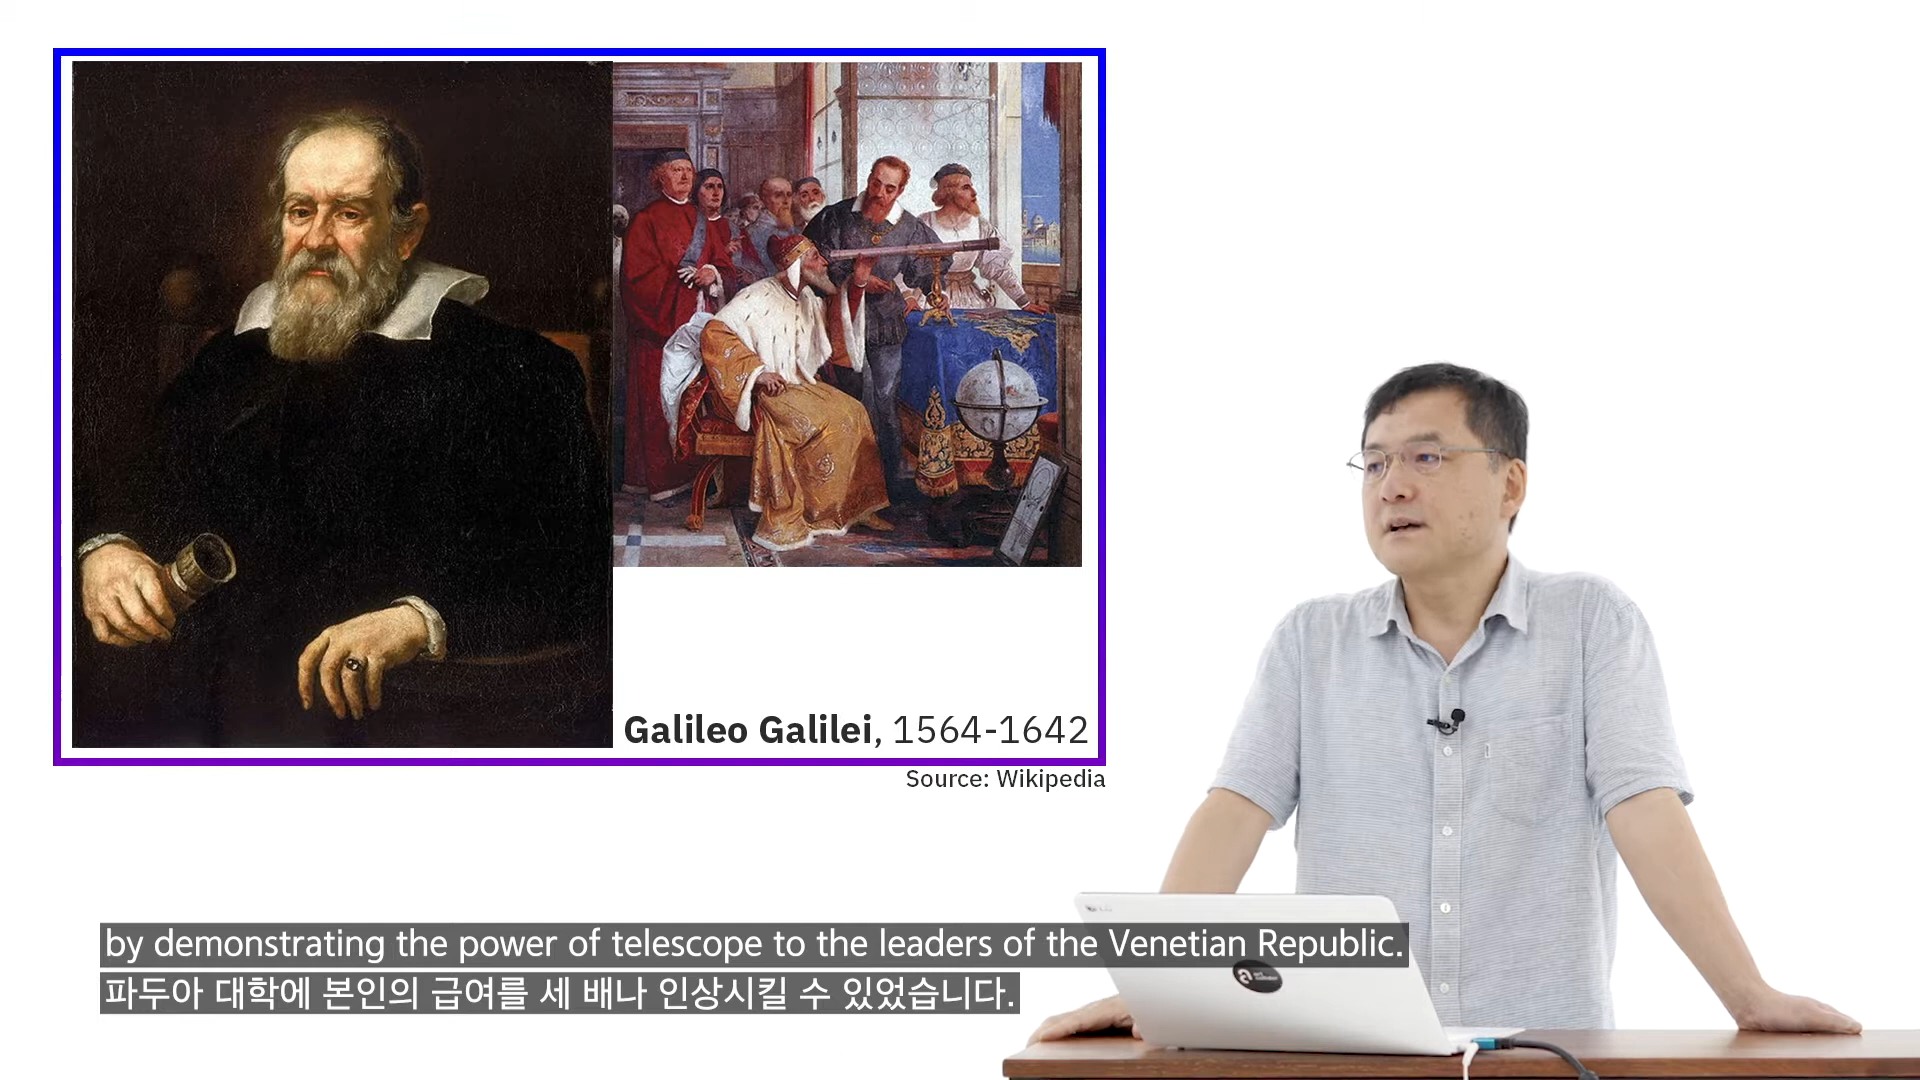 Galileo Galilei, 1564-1642
Source: Wikipedia
by demonstrating the power of telescope to the leaders of the Venetian Republic.
파두아 대학에 본인의 급여를 세 배나 인상시킬 수 있었습니다.
LG